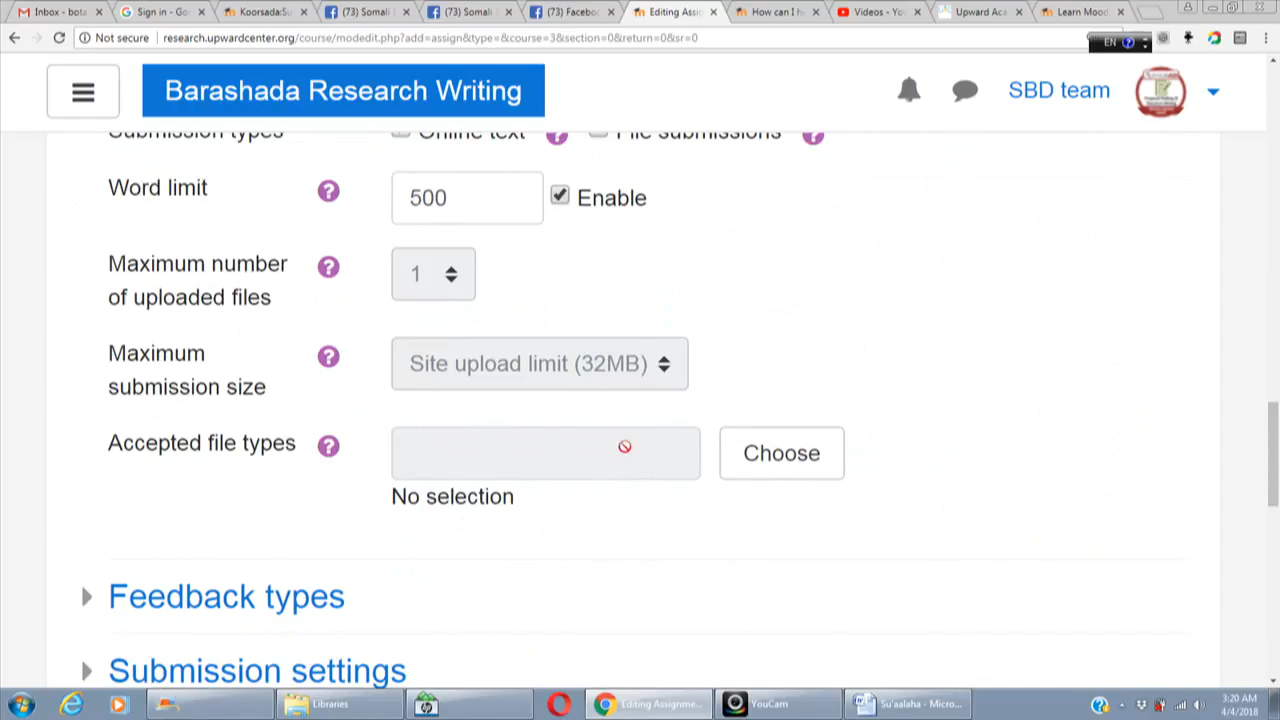 Inbox - bota
Sign in - Go
Koorsada:Su
(73) Somali
(73) Somali
(73) Facebo
Editing Assig
How can I h
Videos - Yo
Upward Aca
Learn Mood
Not secure research.upwardcenter.org/course/modedit.php?add=assign&type=&course=3&section=0&return=0&sr=0
EN
Barashada Research Writing
SBD team
Submission types Online text File submissions
Word limit 500 Enable
Maximum number 1
of uploaded files
Maximum Site upload limit (32MB)
submission size
Accepted file types Choose
No selection
Feedback types
Submission settings
Libraries
Editing Assignme...
YouCam
Su'aalaha - Micro...
3:20 AM
4/4/2018